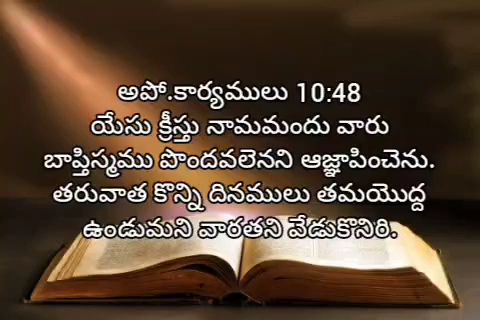 అపో.కార్యములు 10:48
యేసు క్రీస్తు నామమందు వారు
బాప్తిస్మము పొందవలెనని ఆజ్ఞాపించెను.
తరువాత కొన్ని దినములు తమయొద్ద
ఉండుమని వారతని వేడుకొనిరి.